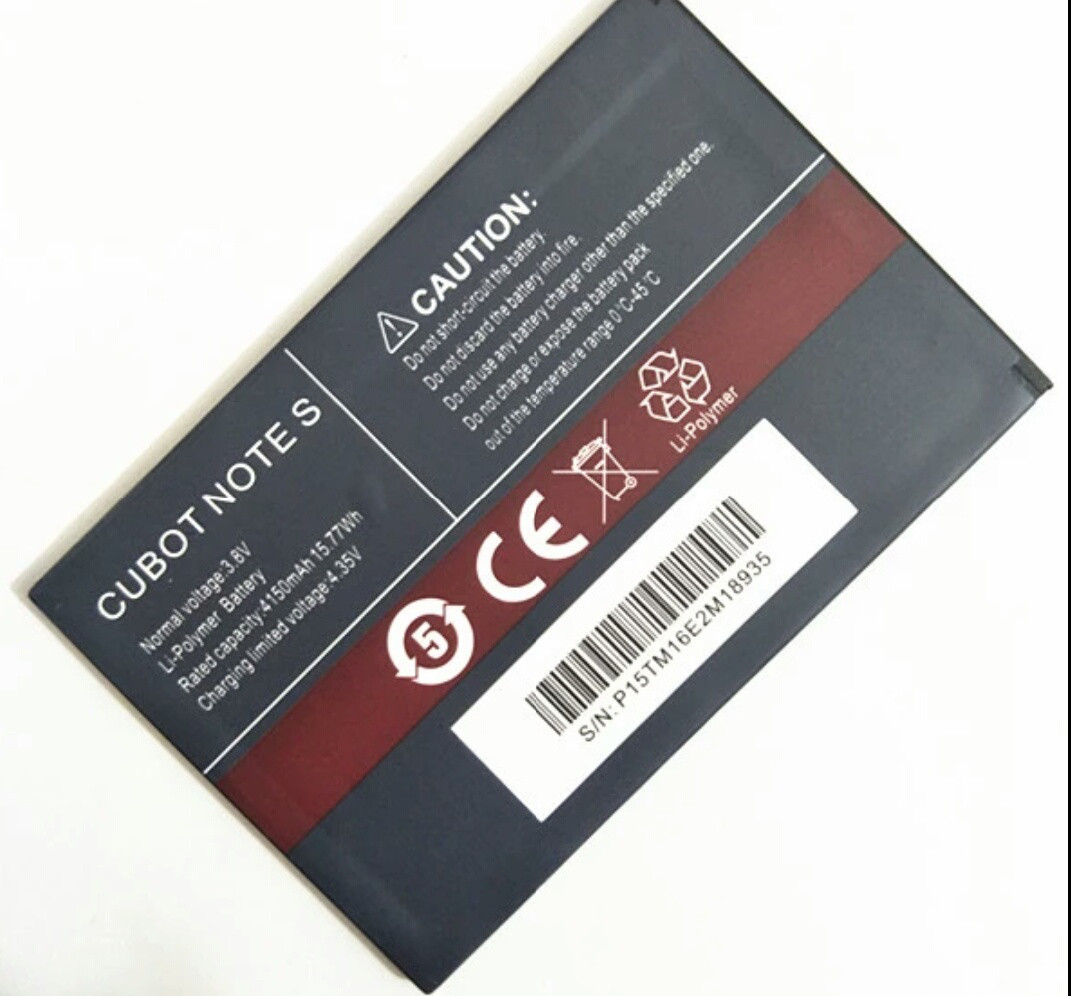 CUBOT NOTE S
Normal voltage:3.8V
Li-Polymer Battery
Rated capacity:4150mAh 15.77Wh
Charging limited voltage:4.35V
CAUTION:
Do not short-circuit the battery.
Do not discard the battery into fire.
Do not use any battery charger other than the specified one.
Do not charge or expose the battery pack
out of the temperature range 0℃-45℃
5
CE
Li-Polymer
S/N: P15TM16E2M18935